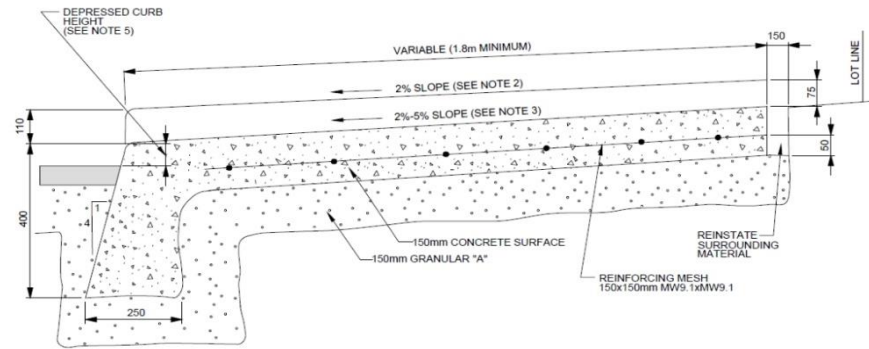 DEPRESSED CURB
HEIGHT
(SEE NOTE 5)
VARIABLE (1.8m MINIMUM)
150
LOT LINE
2% SLOPE (SEE NOTE 2)
75
110
2%-5% SLOPE (SEE NOTE 3)
50
400
1
4
150mm CONCRETE SURFACE
150mm GRANULAR "A"
REINSTATE
SURROUNDING
MATERIAL
REINFORCING MESH
150x150mm MW9.1xMW9.1
250